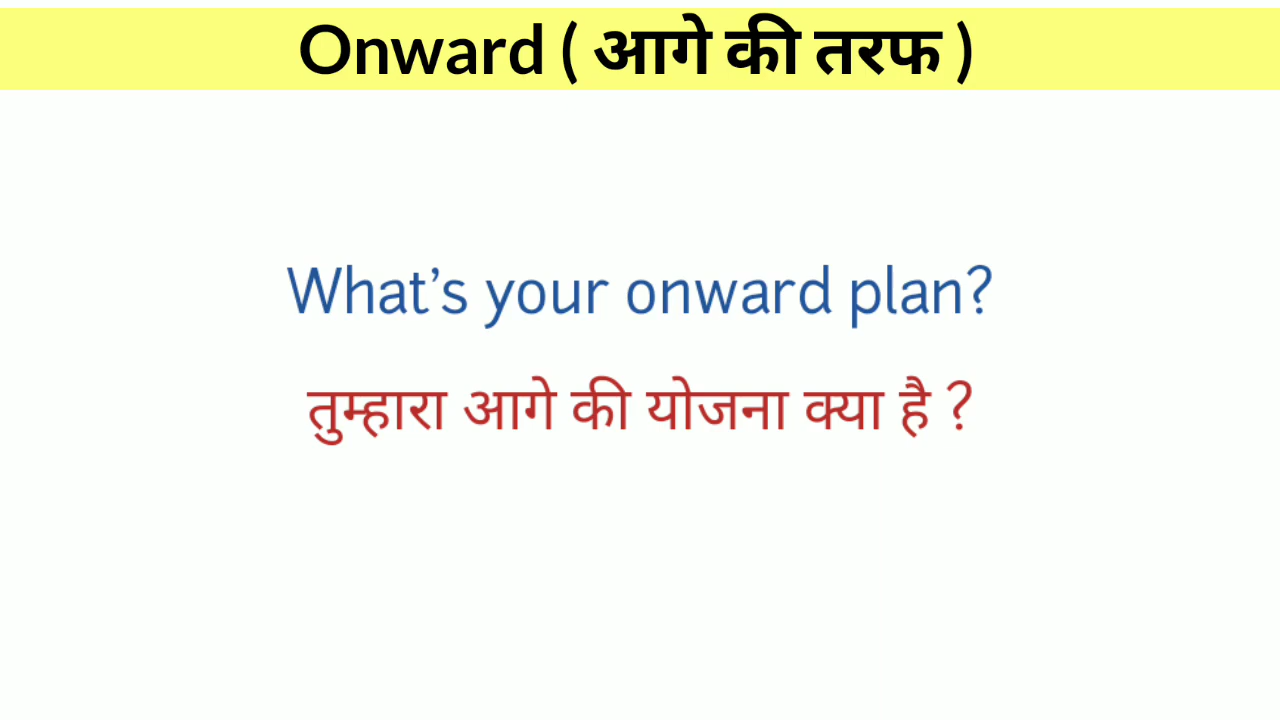 Onward ( आगे की तरफ )
What’s your onward plan?
तुम्हारा आगे की योजना क्या है ?